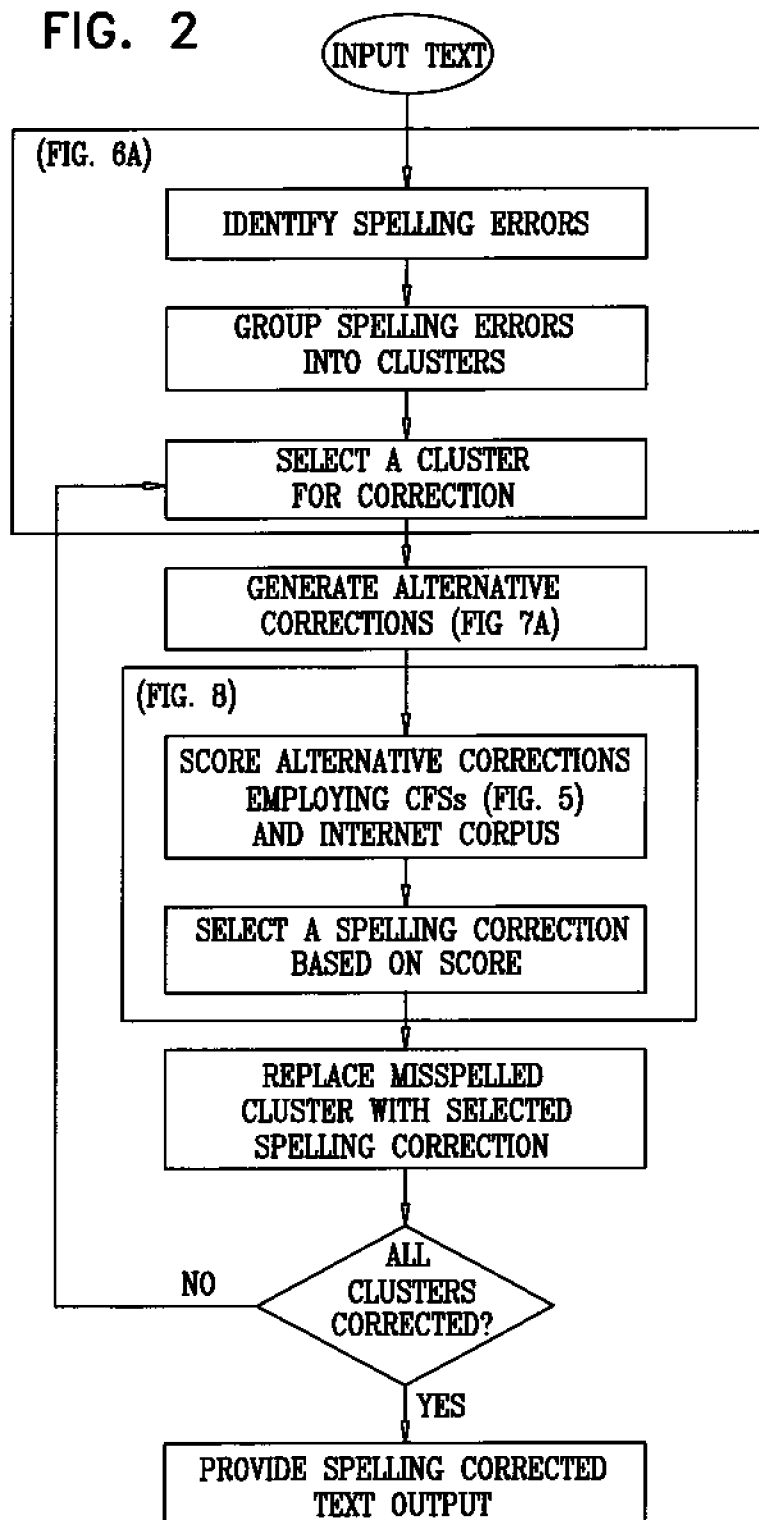 FIG. 2
INPUT TEXT
(FIG. 6A)
IDENTIFY SPELLING ERRORS
GROUP SPELLING ERRORS
INTO CLUSTERS
SELECT A CLUSTER
FOR CORRECTION
GENERATE ALTERNATIVE
CORRECTIONS (FIG 7A)
(FIG. 8)
SCORE ALTERNATIVE CORRECTIONS
EMPLOYING CFSs (FIG. 5)
AND INTERNET CORPUS
SELECT A SPELLING CORRECTION
BASED ON SCORE
REPLACE MISSPELLED
CLUSTER WITH SELECTED
SPELLING CORRECTION
ALL
CLUSTERS
CORRECTED?
NO
YES
PROVIDE SPELLING CORRECTED
TEXT OUTPUT